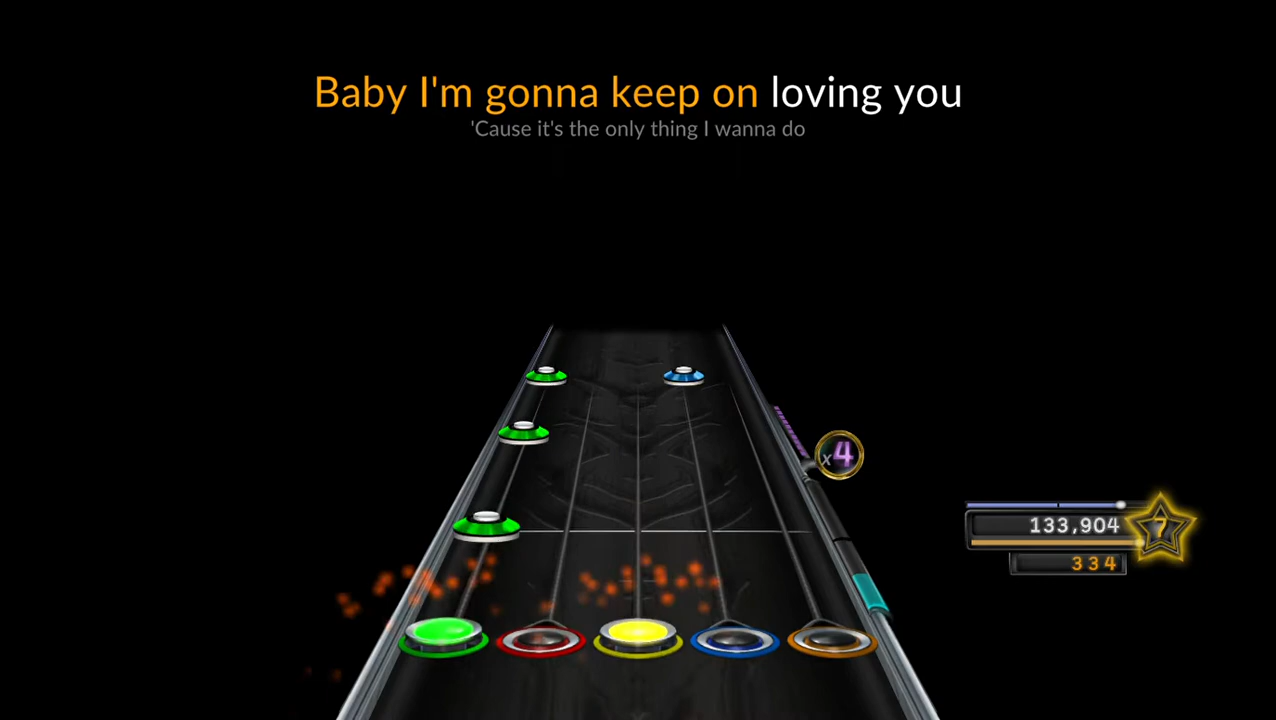 Baby I'm gonna keep on loving you
'Cause it's the only thing I wanna do
x4
133,904
7
334